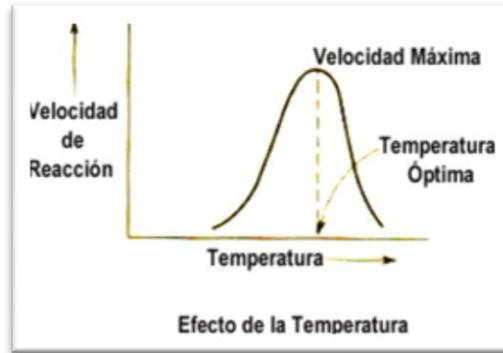 Velocidad Máxima
Velocidad
de
Reacción
Temperatura
Óptima
Temperatura
Efecto de la Temperatura